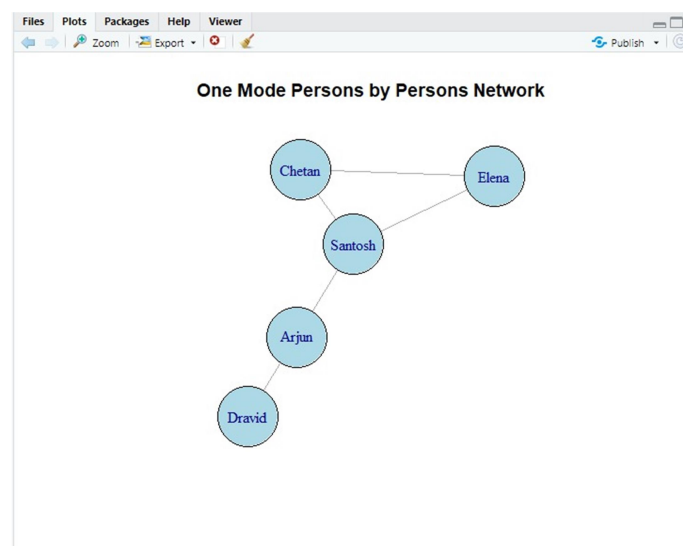 Files Plots Packages Help Viewer
Zoom Export Publish
One Mode Persons by Persons Network
Chetan
Elena
Santosh
Arjun
Dravid